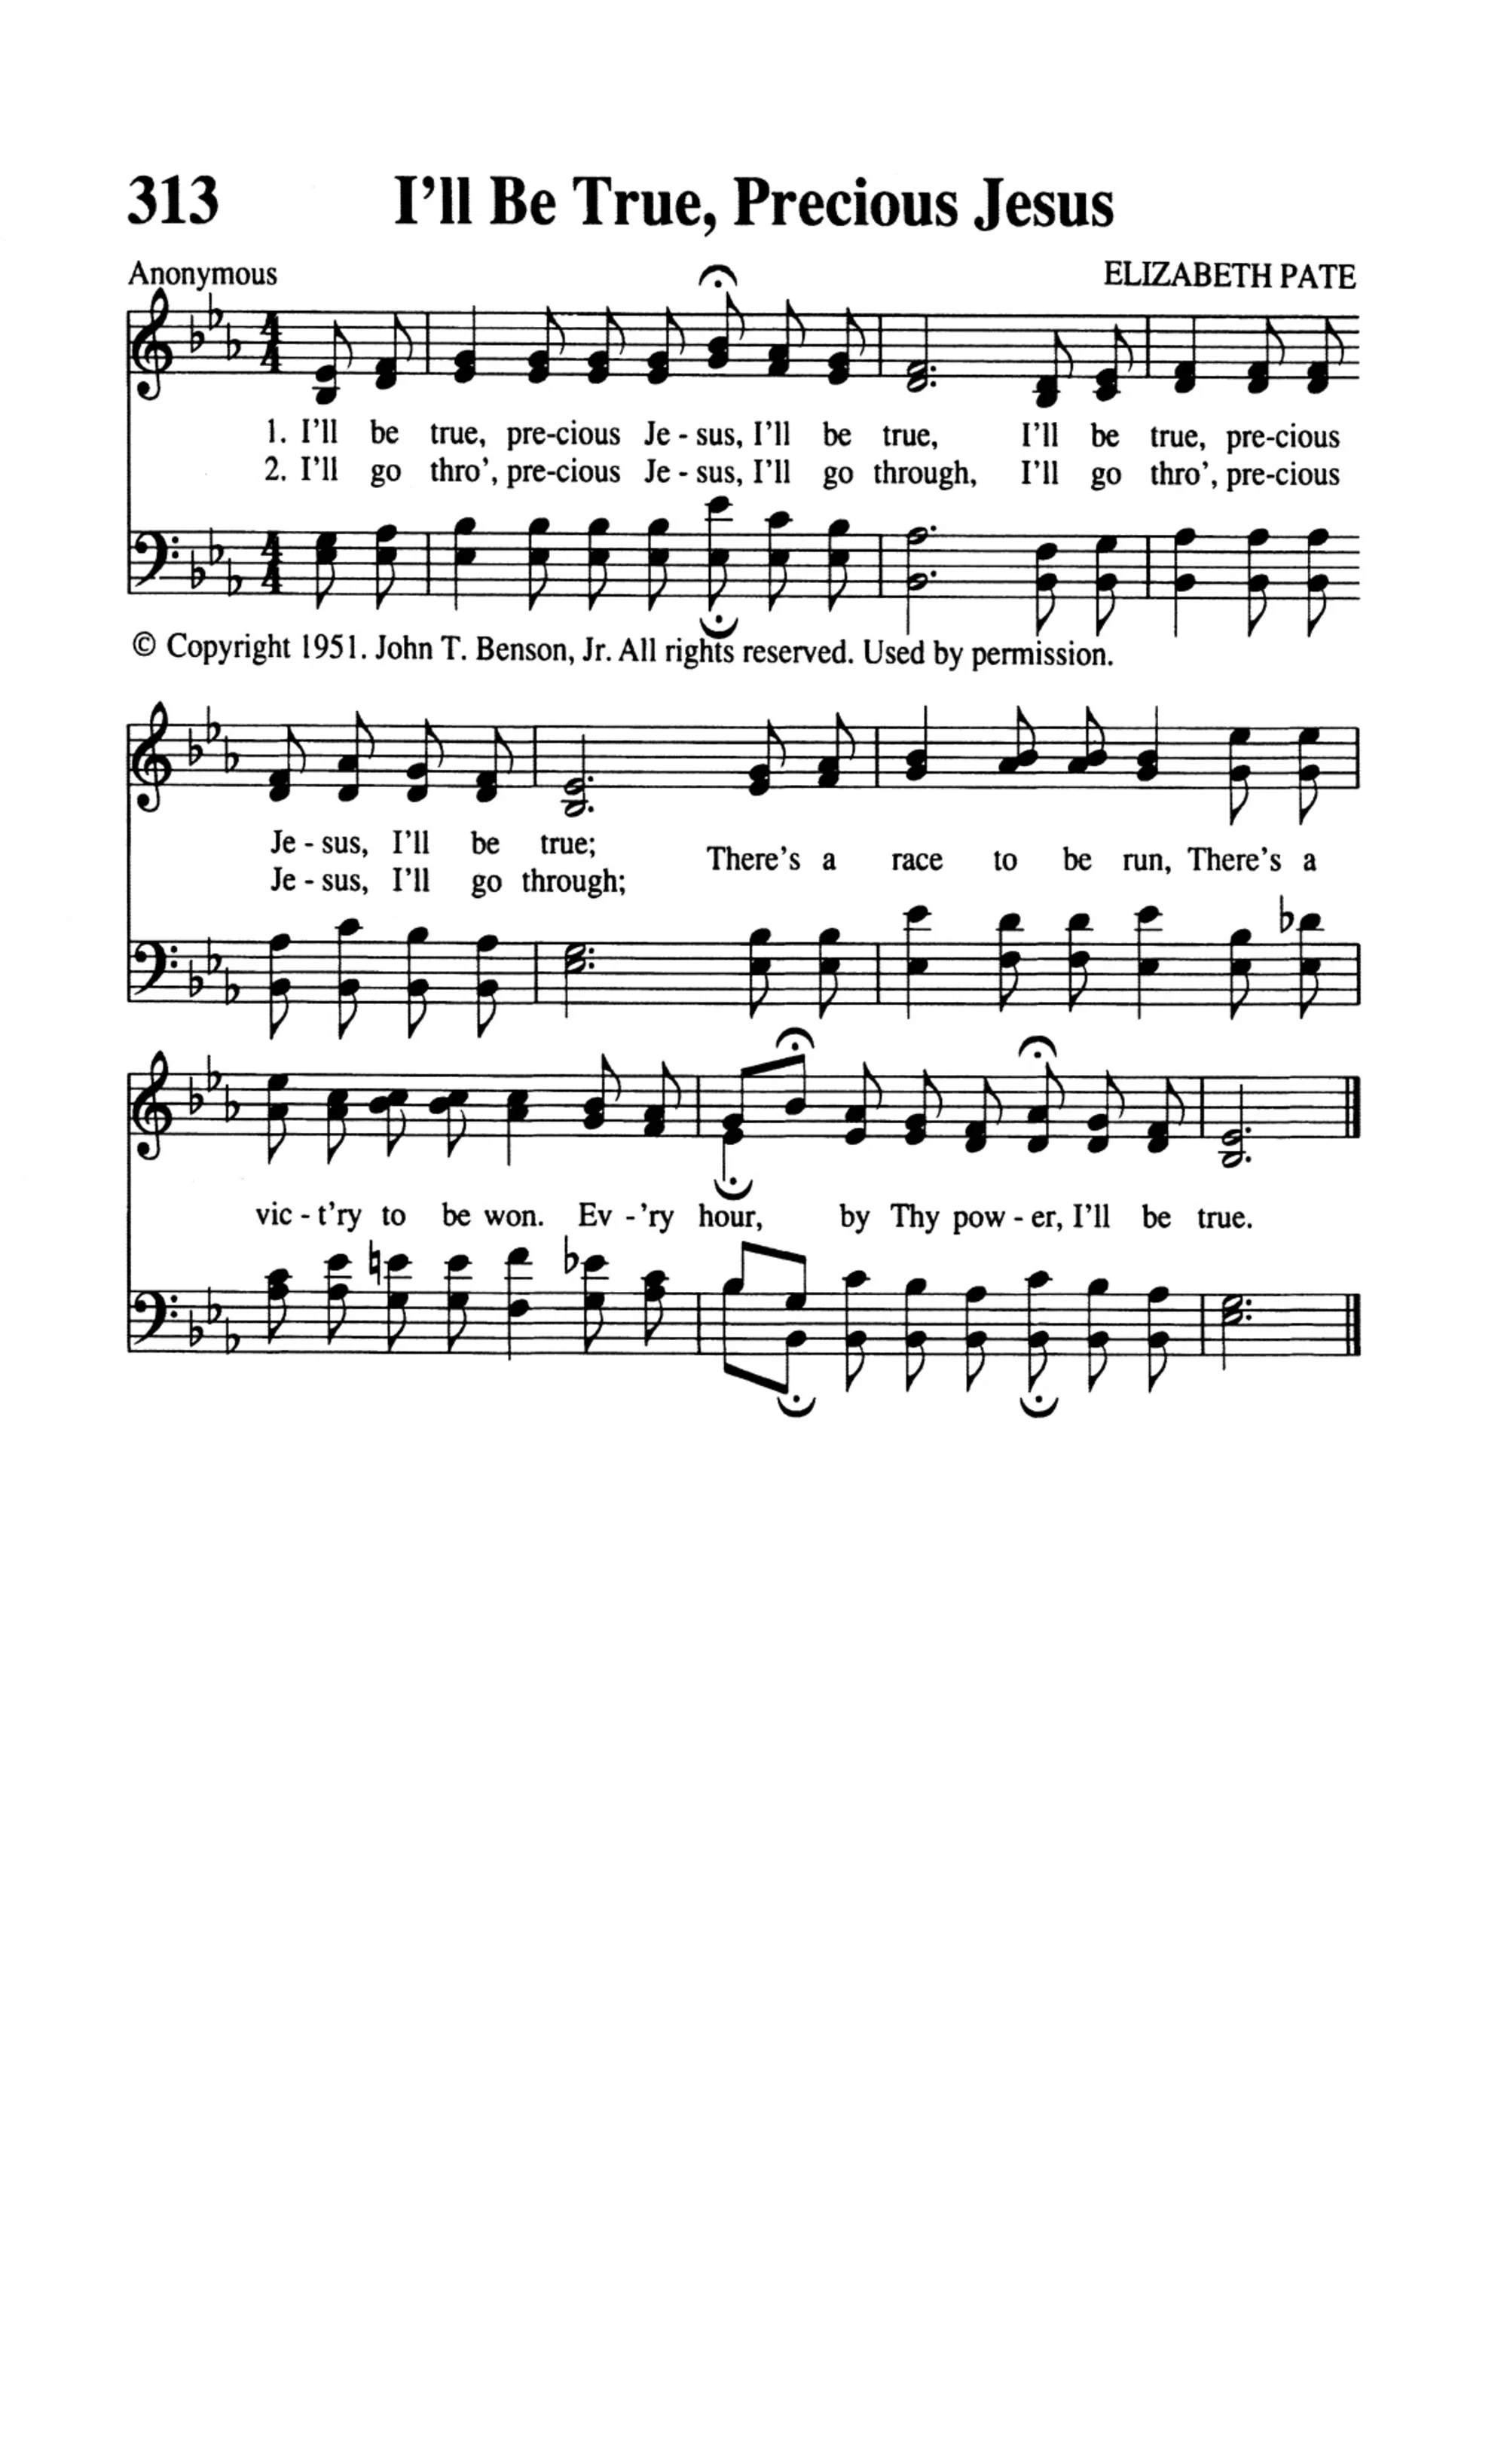 313 I'll Be True, Precious Jesus
Anonymous ELIZABETH PATE
1. I'll be true, pre-cious Je - sus, I'll be true, I'll be true, pre-cious
2. I'll go thro', pre-cious Je - sus, I'll go through, I'll go thro', pre-cious
© Copyright 1951. John T. Benson, Jr. All rights reserved. Used by permission.
Je - sus, I'll be true; There's a race to be run, There's a
Je - sus, I'll go through;
vic - t'ry to be won. Ev -'ry hour, by Thy pow - er, I'll be true.